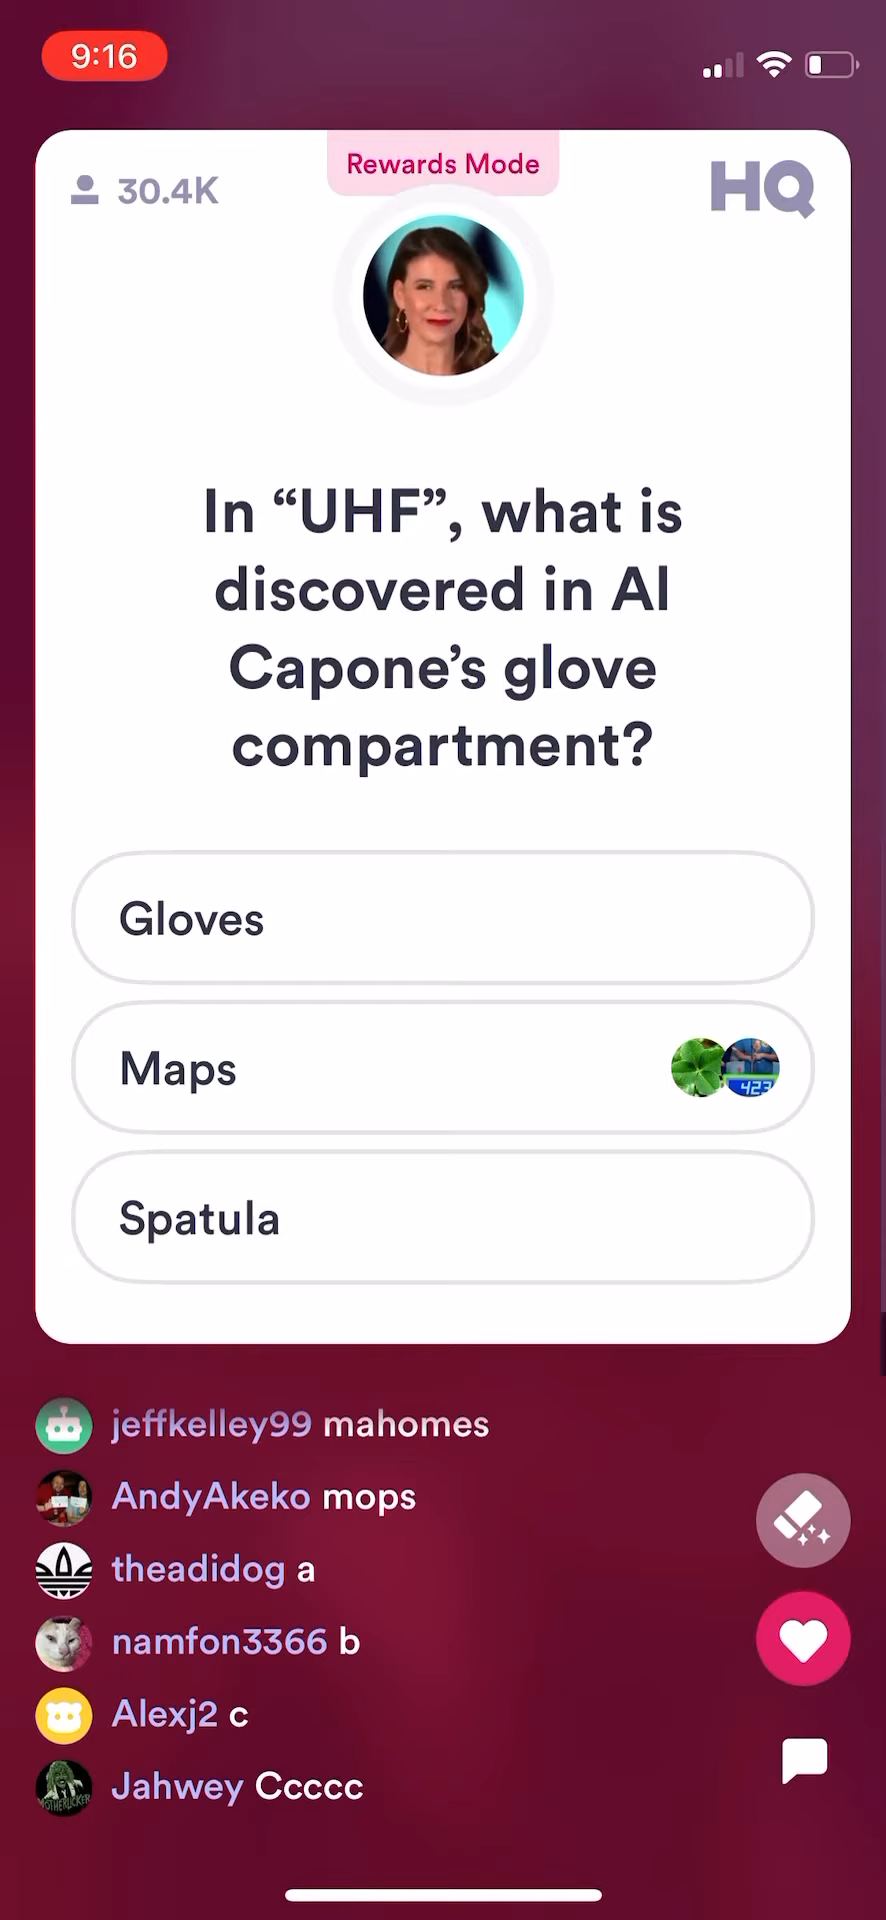 9:16
Rewards Mode
30.4K
HQ
In “UHF”, what is
discovered in Al
Capone’s glove
compartment?
Gloves
Maps
423
Spatula
jeffkelley99 mahomes
AndyAkeko mops
theadidog a
namfon3366 b
Alexj2 c
Jahwey Ccccc